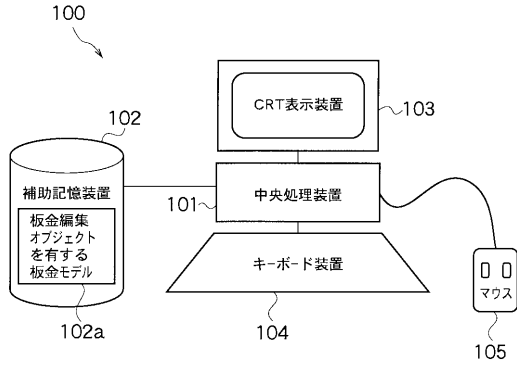 100
102
CRT表示装置
103
補助記憶装置
101
中央処理装置
板金編集
オブジェクト
を有する
板金モデル
キーボード装置
マウス
102a
104
105